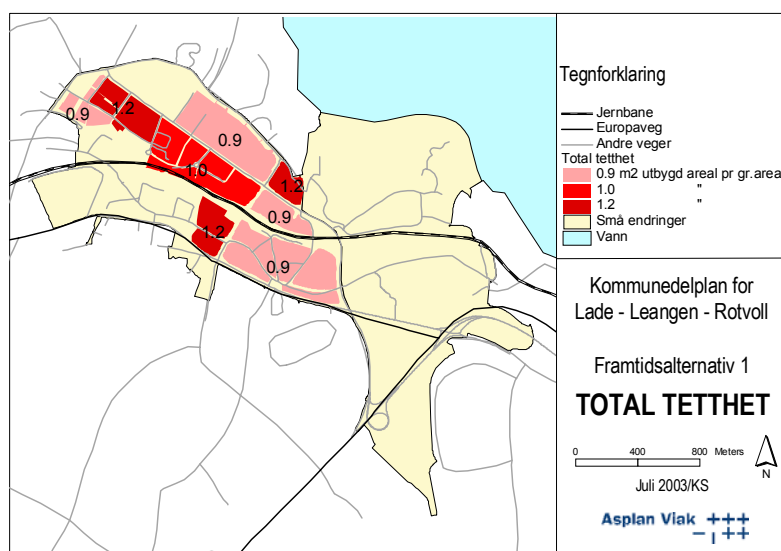 0.9
1.2
0.9
1.0
1.2
0.9
1.2
0.9
Tegnforklaring
Jernbane
Europaveg
Andre veger
Total tetthet
0.9 m2 utbygd areal pr gr.area
1.0 "
1.2 "
Små endringer
Vann
Kommunedelplan for
Lade - Leangen - Rotvoll
Framtidsalternativ 1
TOTAL TETTHET
0 400 800 Meters
N
Juli 2003/KS
Asplan Viak